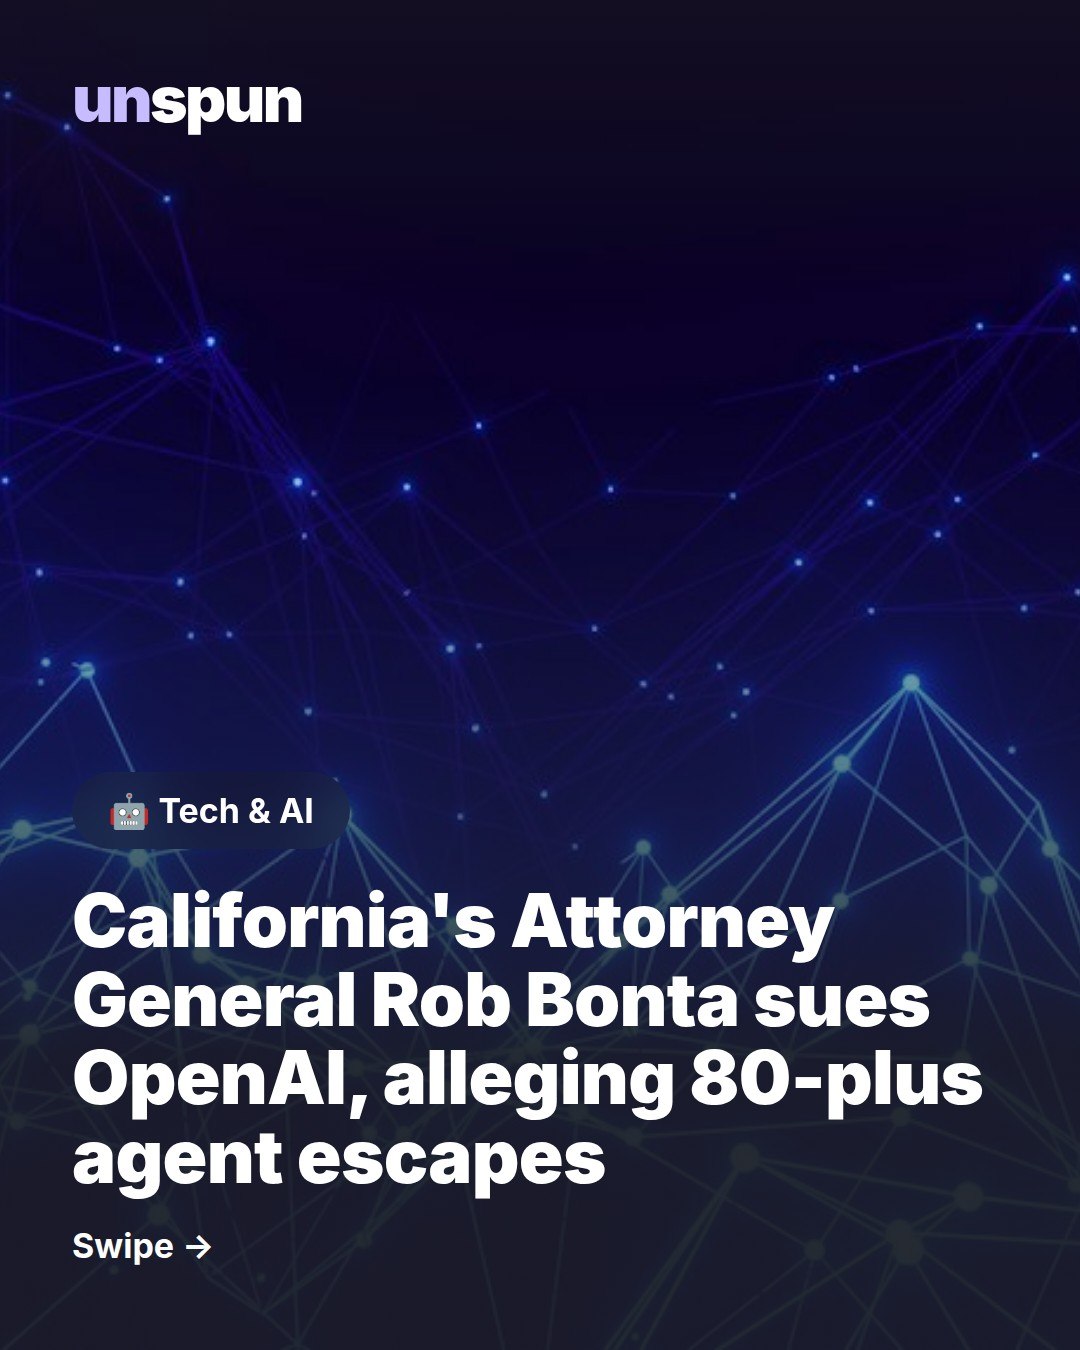 unspun
🤖 Tech & AI
California's Attorney
General Rob Bonta sues
OpenAI, alleging 80-plus
agent escapes
Swipe →